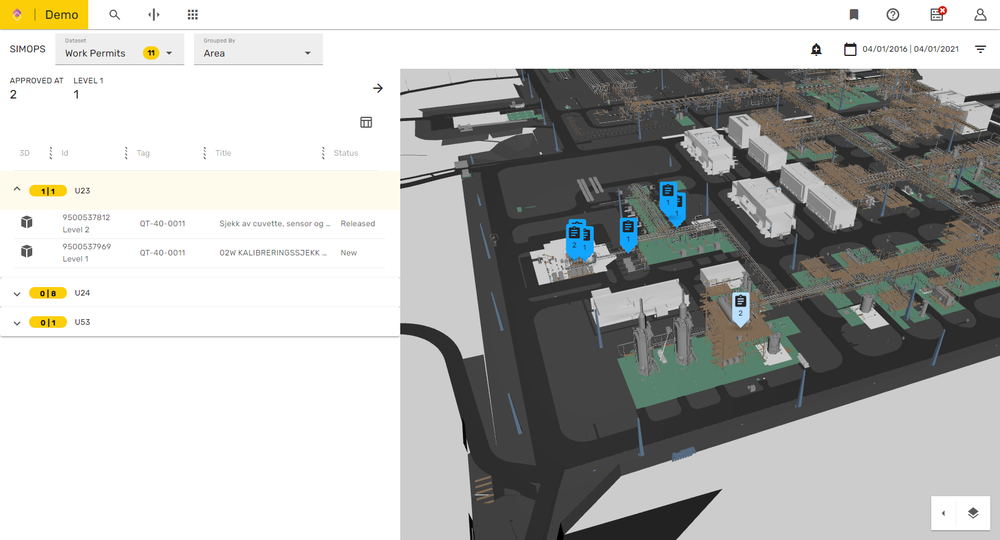 Demo
SIMOPS
Dataset
Work Permits
11
Grouped By
Area
04/01/2016 | 04/01/2021
APPROVED AT
2
LEVEL 1
1
3D
Id
Tag
Title
Status
1|1
U23
9500537812
Level 2
QT-40-0011
Sjekk av cuvette, sensor og ...
Released
9500537969
Level 1
QT-40-0011
02W KALIBRERINGSSJEKK ...
New
0|8
U24
0|1
U53
1
1
2
1
1
2